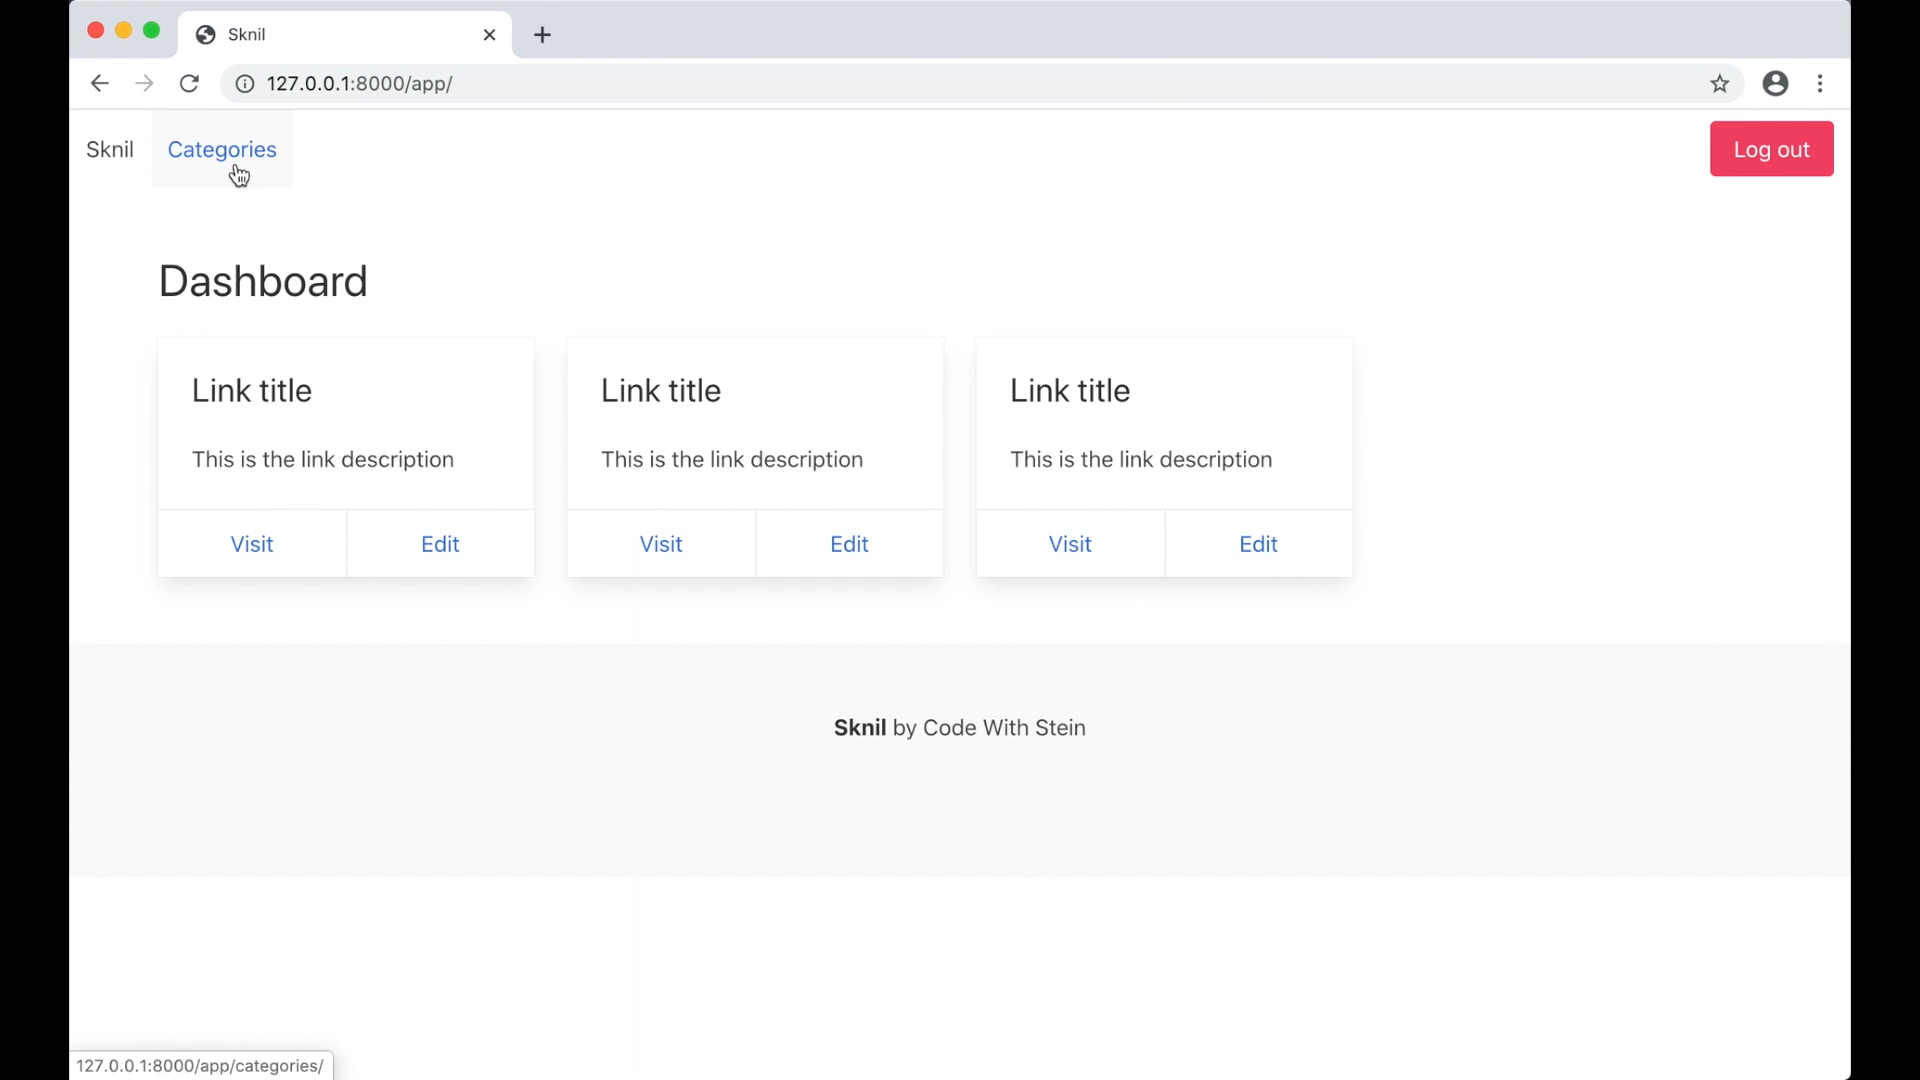 Sknil
127.0.0.1:8000/app/
Sknil Categories Log out
Dashboard
Link title Link title Link title
This is the link description This is the link description This is the link description
Visit Edit Visit Edit Visit Edit
Sknil by Code With Stein
127.0.0.1:8000/app/categories/